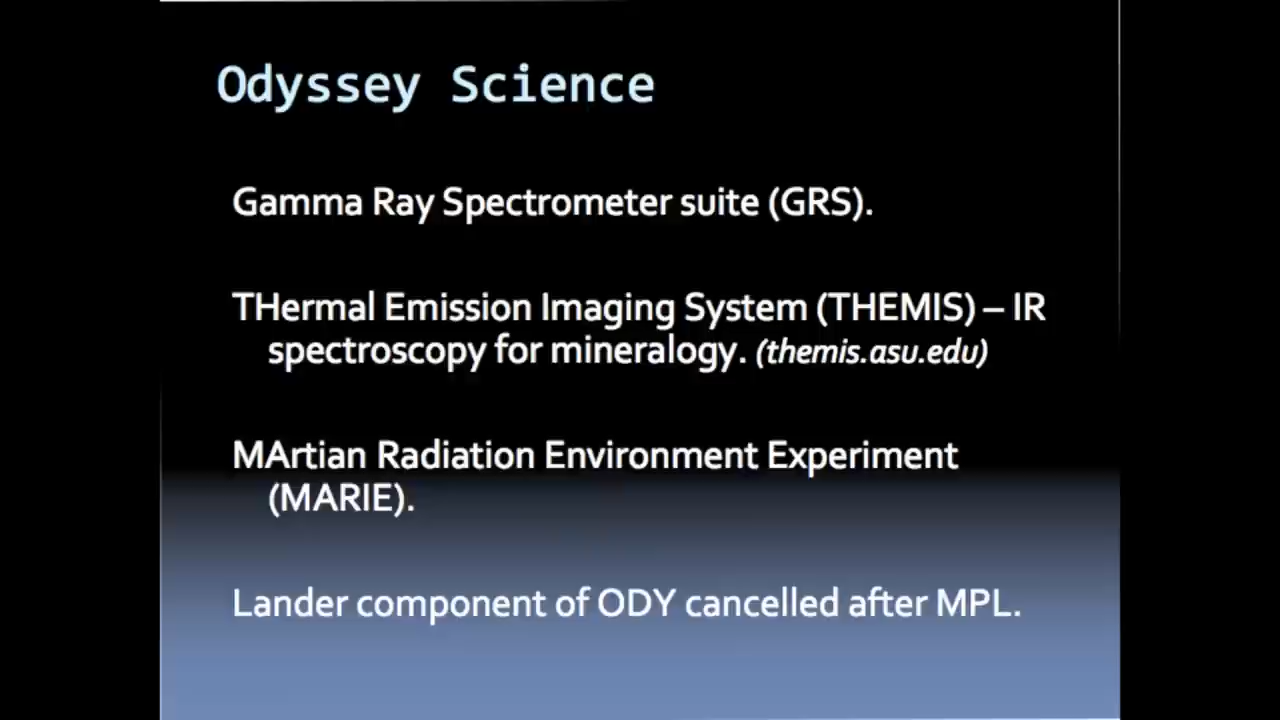 Odyssey Science
Gamma Ray Spectrometer suite (GRS).
THermal Emission Imaging System (THEMIS) – IR
spectroscopy for mineralogy. (themis.asu.edu)
MArtian Radiation Environment Experiment
(MARIE).
Lander component of ODY cancelled after MPL.